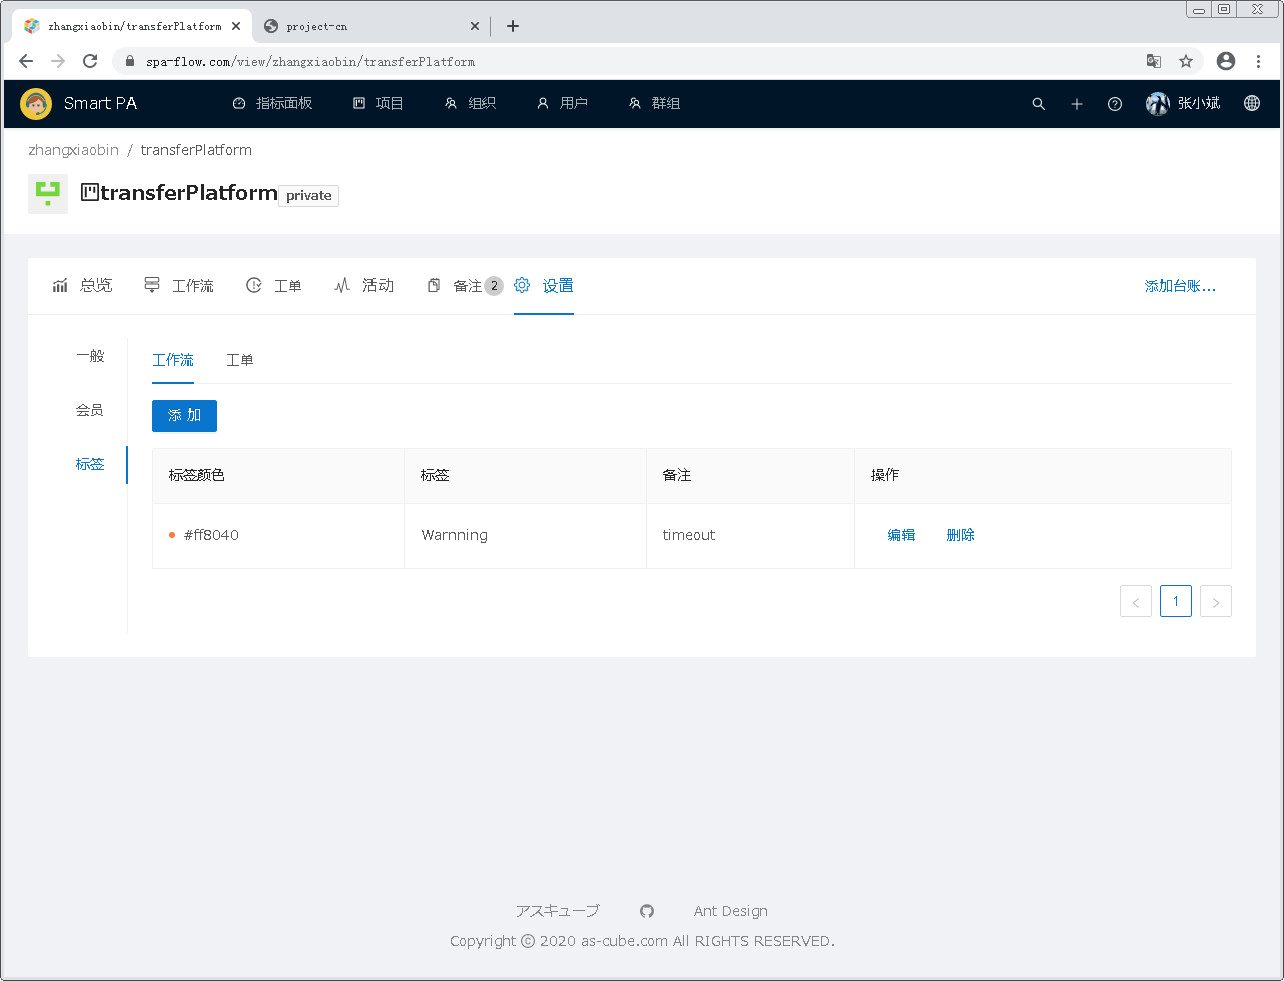 zhangxiaobin/transferPlatform
project-cn
spa-flow.com/view/zhangxiaobin/transferPlatform
Smart PA 指标面板 项目 组织 用户 群组 张小斌
zhangxiaobin / transferPlatform
transferPlatform private
总览 工作流 工单 活动 备注 2 设置 添加台账...
一般
会员
标签
工作流 工单
添 加
标签颜色 标签 备注 操作
#ff8040 Warnning timeout 编辑 删除
< 1 >
アスキューブ Ant Design
Copyright © 2020 as-cube.com All RIGHTS RESERVED.